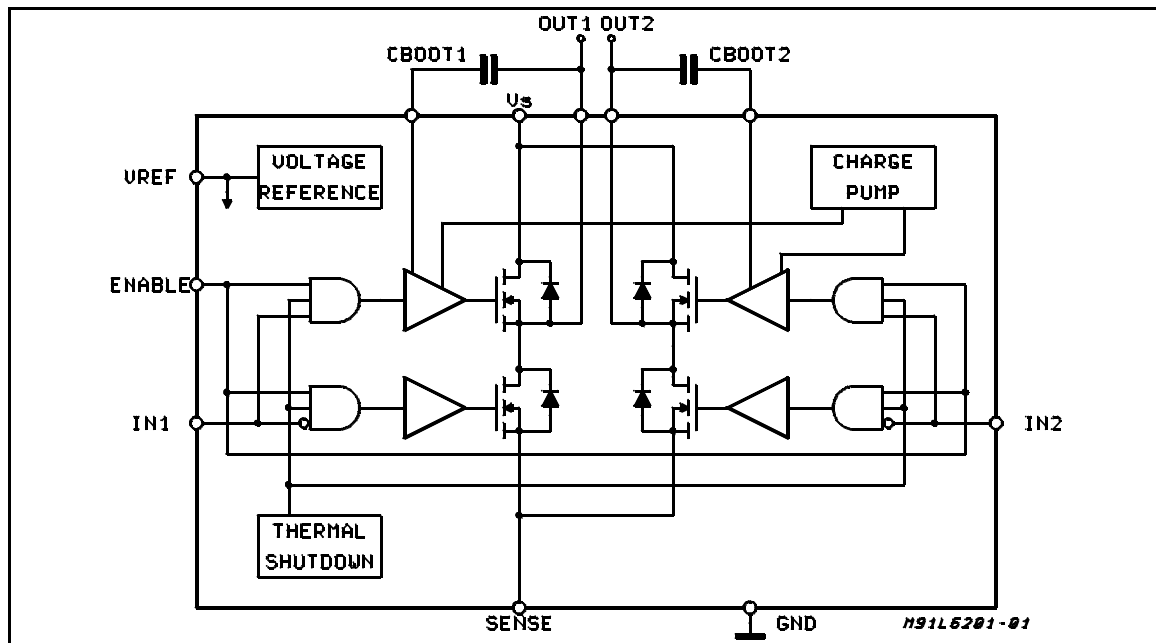 OUT1 OUT2
CBOOT1
CBOOT2
Vs
VREF
VOLTAGE
REFERENCE
CHARGE
PUMP
ENABLE
IN1
IN2
THERMAL
SHUTDOWN
SENSE
GND
M91L6201-01